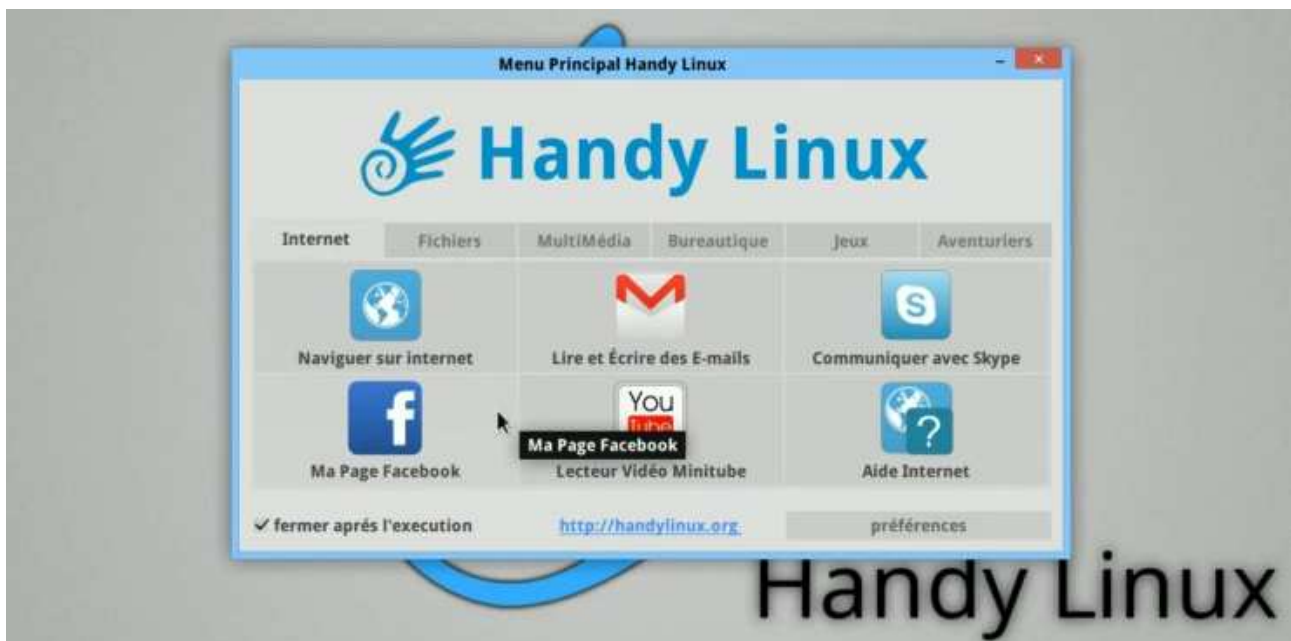 Menu Principal Handy Linux
Handy Linux
Internet Fichiers MultiMédia Bureautique Jeux Aventuriers
Naviguer sur internet Lire et Écrire des E-mails Communiquer avec Skype
You
Tube
Ma Page Facebook
Ma Page Facebook Lecteur Vidéo Minitube Aide Internet
fermer aprés l'execution http://handylinux.org préférences
Handy Linux